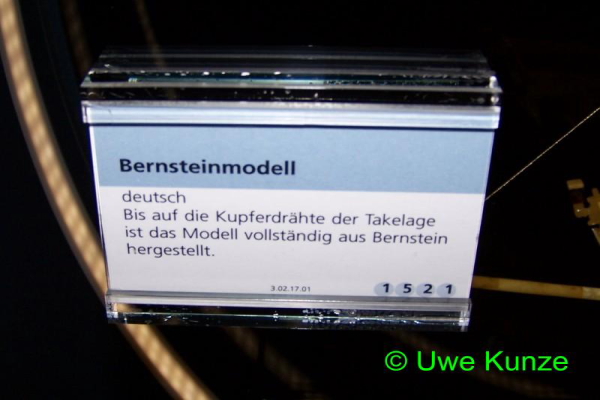 Bernsteinmodell
deutsch
Bis auf die Kupferdrähte der Takelage
ist das Modell vollständig aus Bernstein
hergestellt.
3.02.17.01
1 5 2 1
© Uwe Kunze